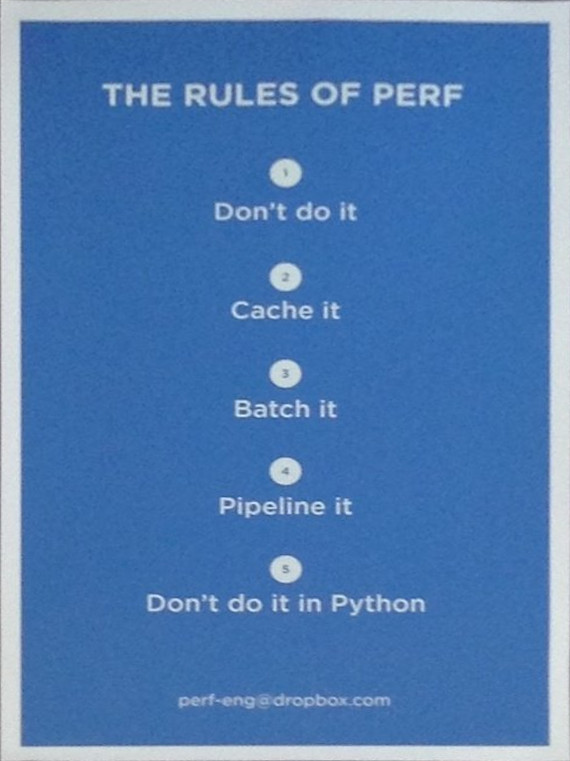 THE RULES OF PERF
1
Don't do it
2
Cache it
3
Batch it
4
Pipeline it
5
Don't do it in Python
perf-eng@dropbox.com